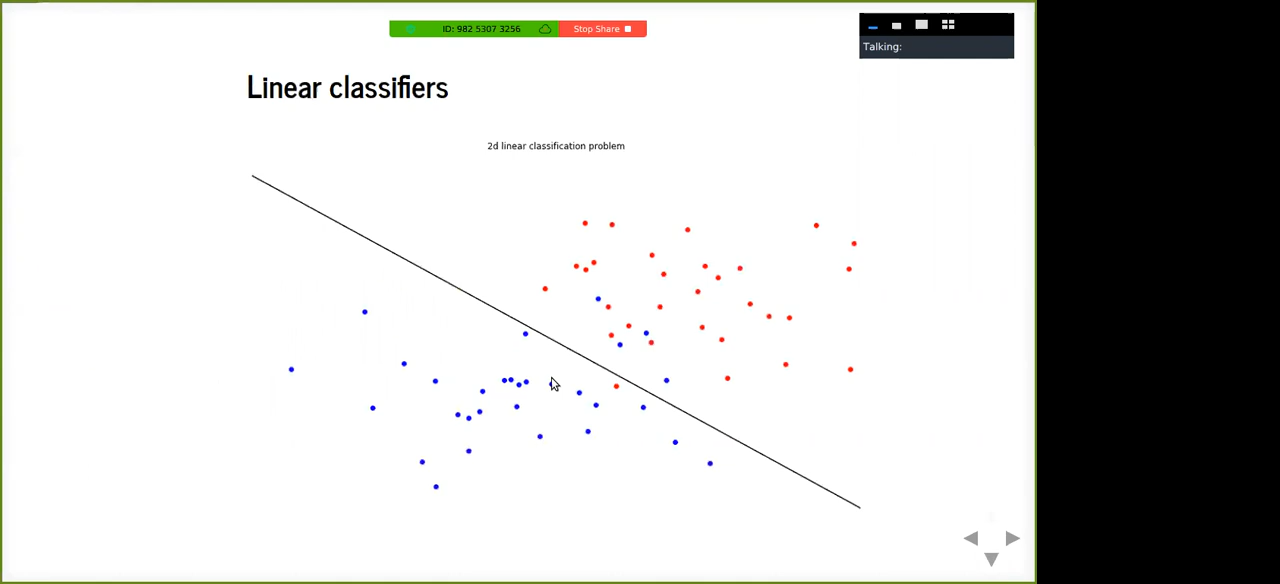 ID: 982 5307 3256
Stop Share
Talking:
Linear classifiers
2d linear classification problem